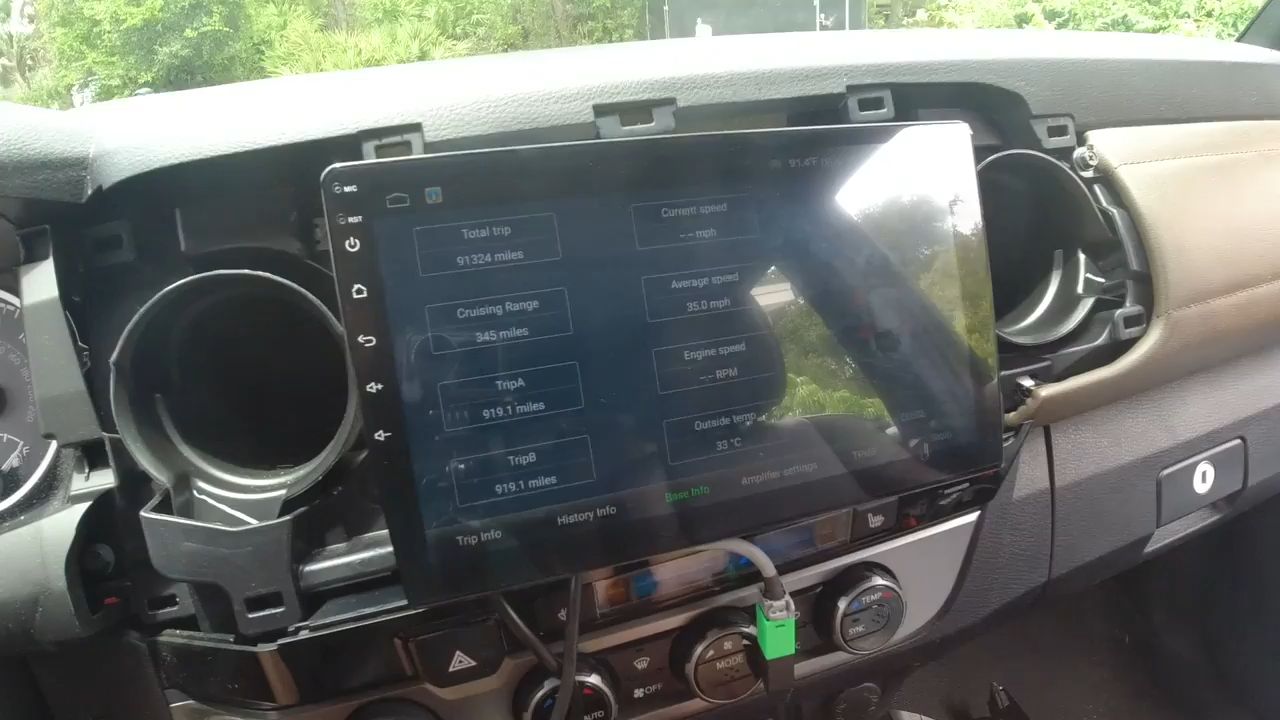 MIC
RST
91.4°F
Total trip
91324 miles
Current speed
-- mph
Cruising Range
345 miles
Average speed
35.0 mph
TripA
919.1 miles
Engine speed
-- RPM
TripB
919.1 miles
Outside temp
33 °C
Trip Info
History Info
Base Info
Amplifier settings
TPMS
AUTO
OFF
MODE
TEMP
SYNC
F